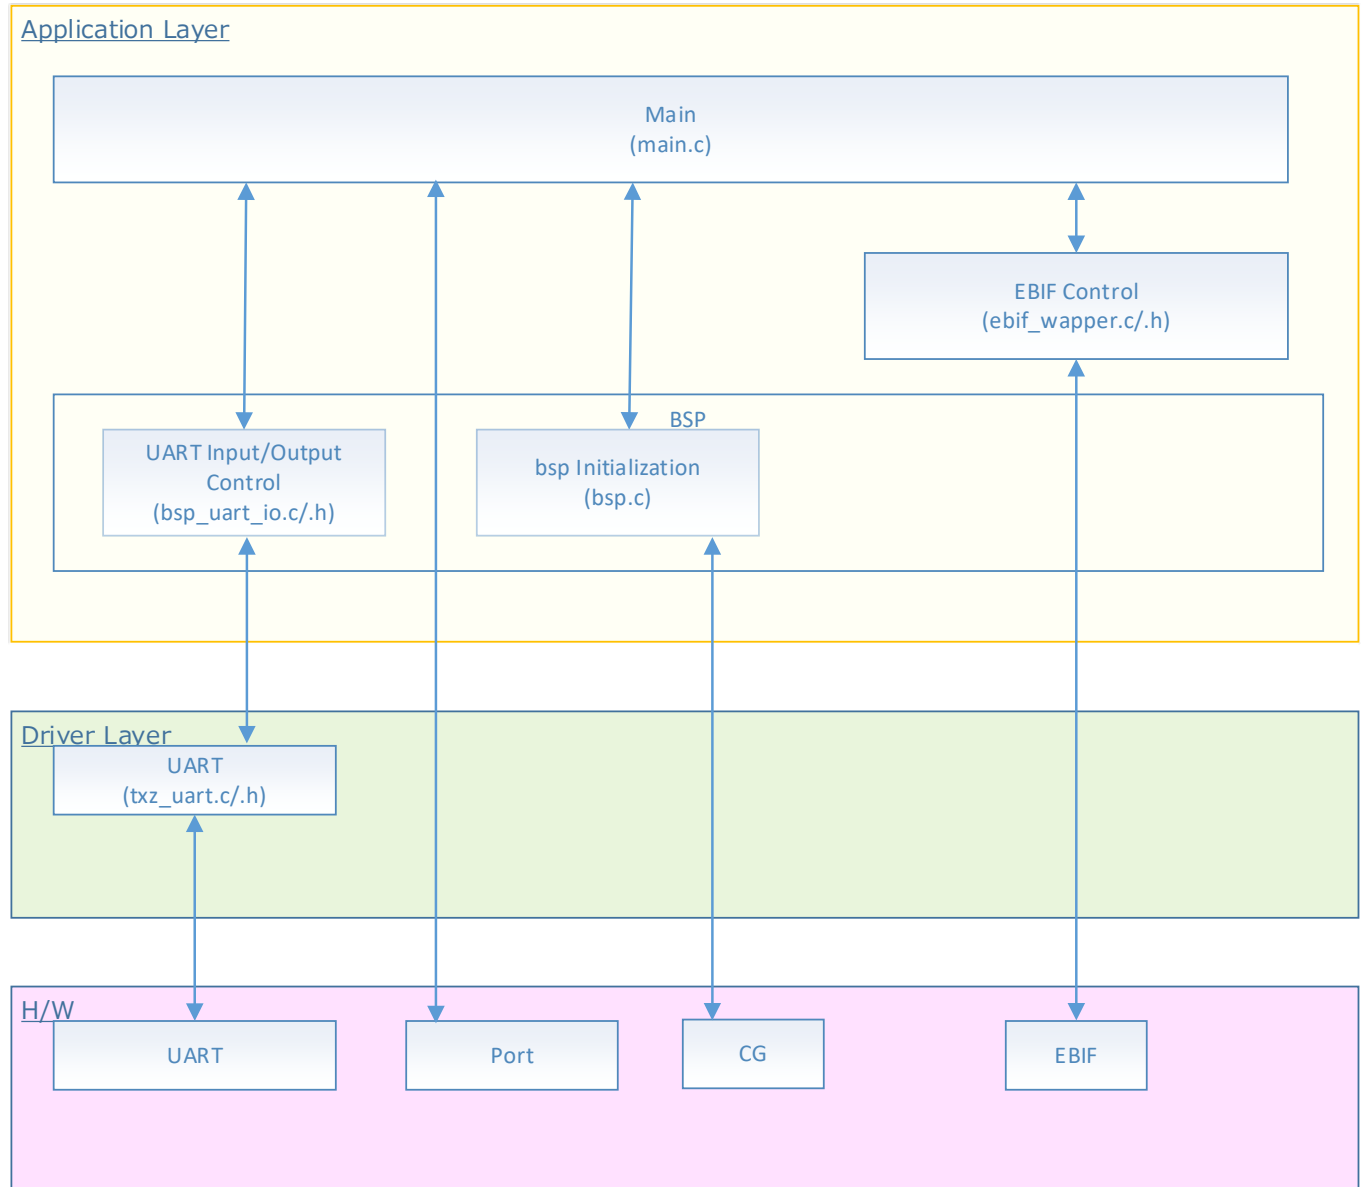 Application Layer
Main
(main.c)
EBIF Control
(ebif_wapper.c/.h)
BSP
UART Input/Output
Control
(bsp_uart_io.c/.h)
bsp Initialization
(bsp.c)
Driver Layer
UART
(txz_uart.c/.h)
H/W
UART
Port
CG
EBIF